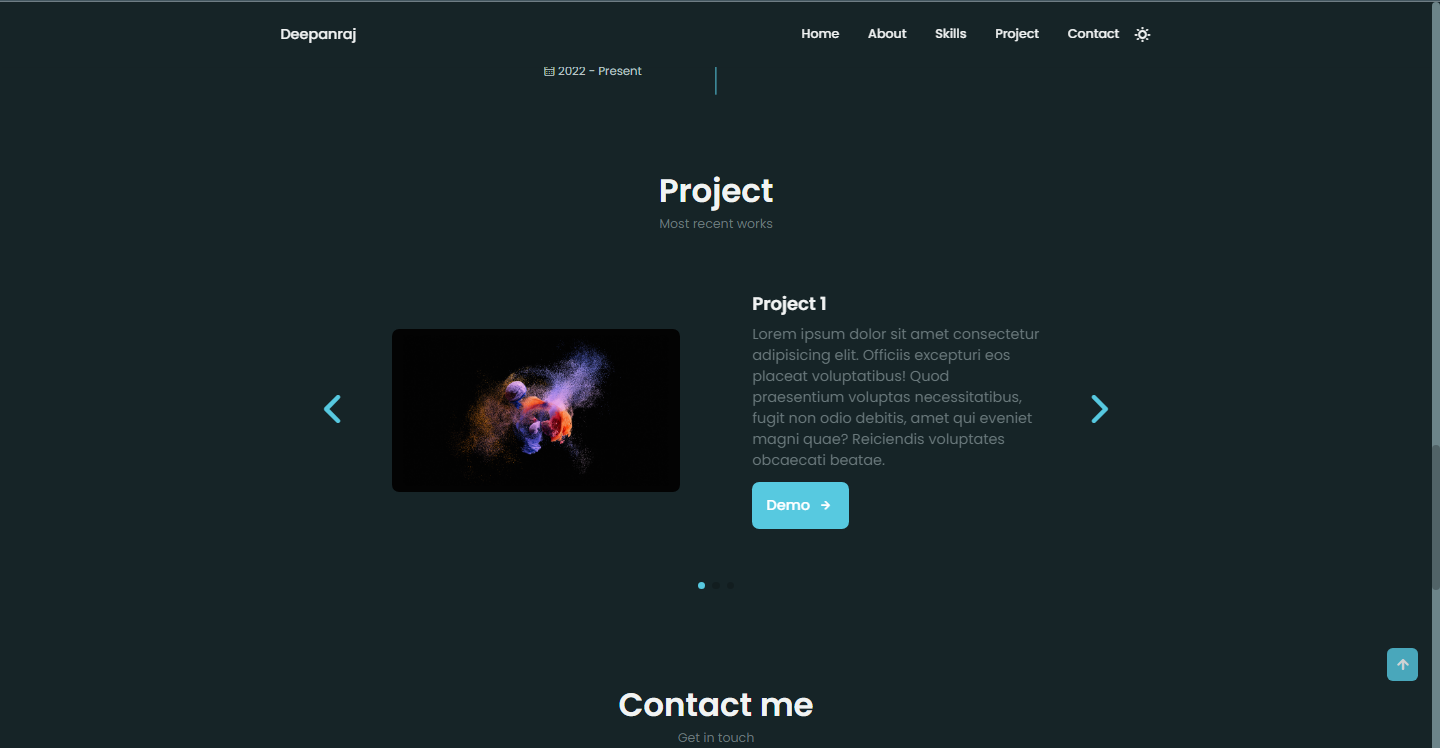 Deepanraj
Home About Skills Project Contact
2022 - Present
Project
Most recent works
Project 1
Lorem ipsum dolor sit amet consectetur
adipisicing elit. Officiis excepturi eos
placeat voluptatibus! Quod
praesentium voluptas necessitatibus,
fugit non odio debitis, amet qui eveniet
magni quae? Reiciendis voluptates
obcaecati beatae.
Demo
Contact me
Get in touch